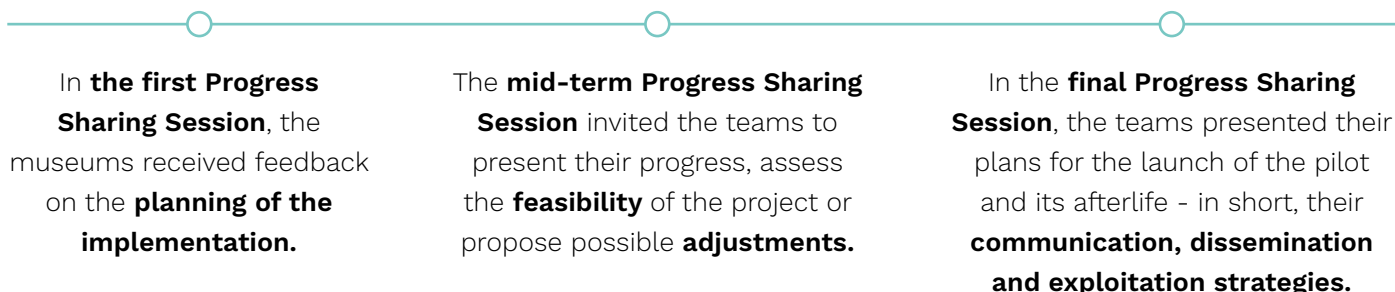 In the first Progress
Sharing Session, the
museums received feedback
on the planning of the
implementation.
The mid-term Progress Sharing
Session invited the teams to
present their progress, assess
the feasibility of the project or
propose possible adjustments.
In the final Progress Sharing
Session, the teams presented their
plans for the launch of the pilot
and its afterlife - in short, their
communication, dissemination
and exploitation strategies.